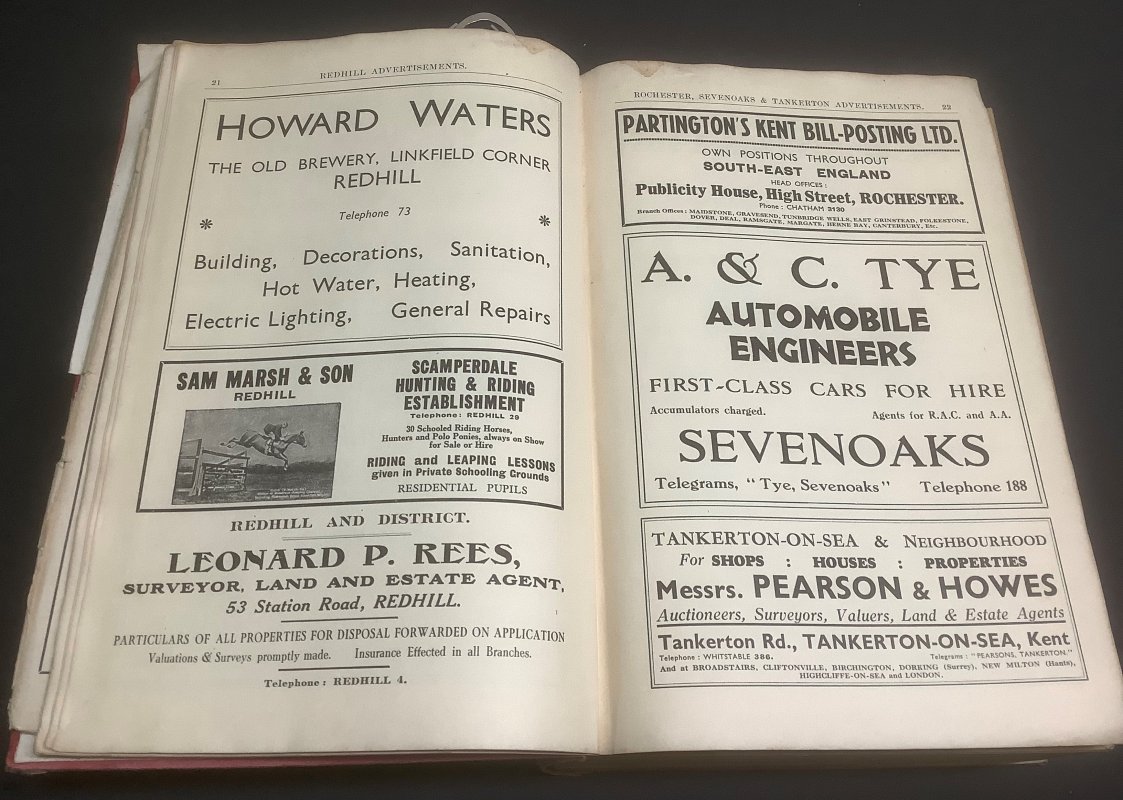 21
REDHILL ADVERTISEMENTS.
HOWARD WATERS
THE OLD BREWERY, LINKFIELD CORNER
REDHILL
Telephone 73
* *
Building, Decorations, Sanitation,
Hot Water, Heating,
Electric Lighting, General Repairs
SAM MARSH & SON
REDHILL
SCAMPERDALE
HUNTING & RIDING
ESTABLISHMENT
Telephone: REDHILL 29
30 Schooled Riding Horses,
Hunters and Polo Ponies, always on Show
for Sale or Hire
RIDING and LEAPING LESSONS
given in Private Schooling Grounds
RESIDENTIAL PUPILS
REDHILL AND DISTRICT.
LEONARD P. REES,
SURVEYOR, LAND AND ESTATE AGENT,
53 Station Road, REDHILL.
PARTICULARS OF ALL PROPERTIES FOR DISPOSAL FORWARDED ON APPLICATION
Valuations & Surveys promptly made. Insurance Effected in all Branches.
Telephone: REDHILL 4.
ROCHESTER, SEVENOAKS & TANKERTON ADVERTISEMENTS. 22
PARTINGTON'S KENT BILL-POSTING LTD.
OWN POSITIONS THROUGHOUT
SOUTH-EAST ENGLAND
HEAD OFFICES:
Publicity House, High Street, ROCHESTER.
Phone: CHATHAM 3130
Branch Offices: MAIDSTONE, GRAVESEND, TUNBRIDGE WELLS, EAST GRINSTEAD, FOLKESTONE,
DOVER, DEAL, RAMSGATE, MARGATE, HERNE BAY, CANTERBURY, Etc.
A. & C. TYE
AUTOMOBILE
ENGINEERS
FIRST-CLASS CARS FOR HIRE
Accumulators charged. Agents for R.A.C. and A.A.
SEVENOAKS
Telegrams, "Tye, Sevenoaks" Telephone 188
TANKERTON-ON-SEA & NEIGHBOURHOOD
For SHOPS : HOUSES : PROPERTIES
Messrs. PEARSON & HOWES
Auctioneers, Surveyors, Valuers, Land & Estate Agents
Tankerton Rd., TANKERTON-ON-SEA, Kent
Telephone: WHITSTABLE 386. Telegrams: "PEARSONS, TANKERTON."
And at BROADSTAIRS, CLIFTONVILLE, BIRCHINGTON, DORKING (Surrey), NEW MILTON (Hants),
HIGHCLIFFE-ON-SEA and LONDON.